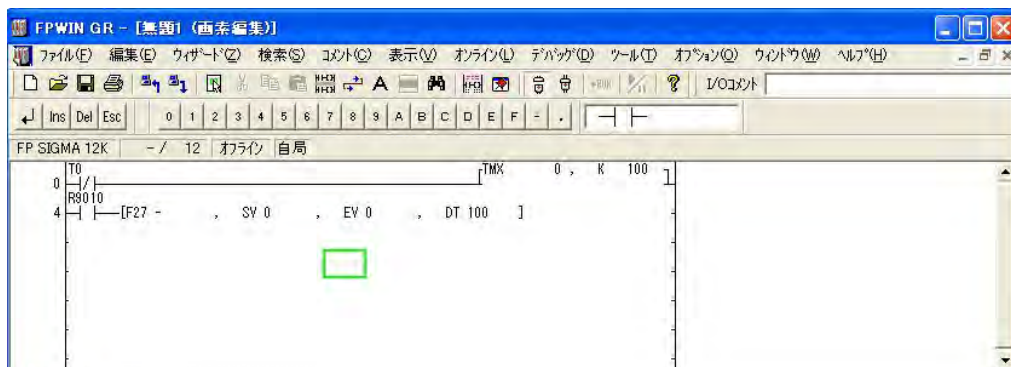 FPWIN GR - [無題1 (画素編集)]
ファイル(F) 編集(E) ウィザード(Z) 検索(S) コメント(C) 表示(V) オンライン(L) デバッグ(D) ツール(T) オプション(O) ウィンドウ(W) ヘルプ(H)
I/Oコメント
Ins Del Esc 0 1 2 3 4 5 6 7 8 9 A B C D E F - .
FP SIGMA 12K - / 12 オフライン 自局
T0
0 TMX 0 , K 100
R9010
4 [F27 - , SV 0 , EV 0 , DT 100 ]